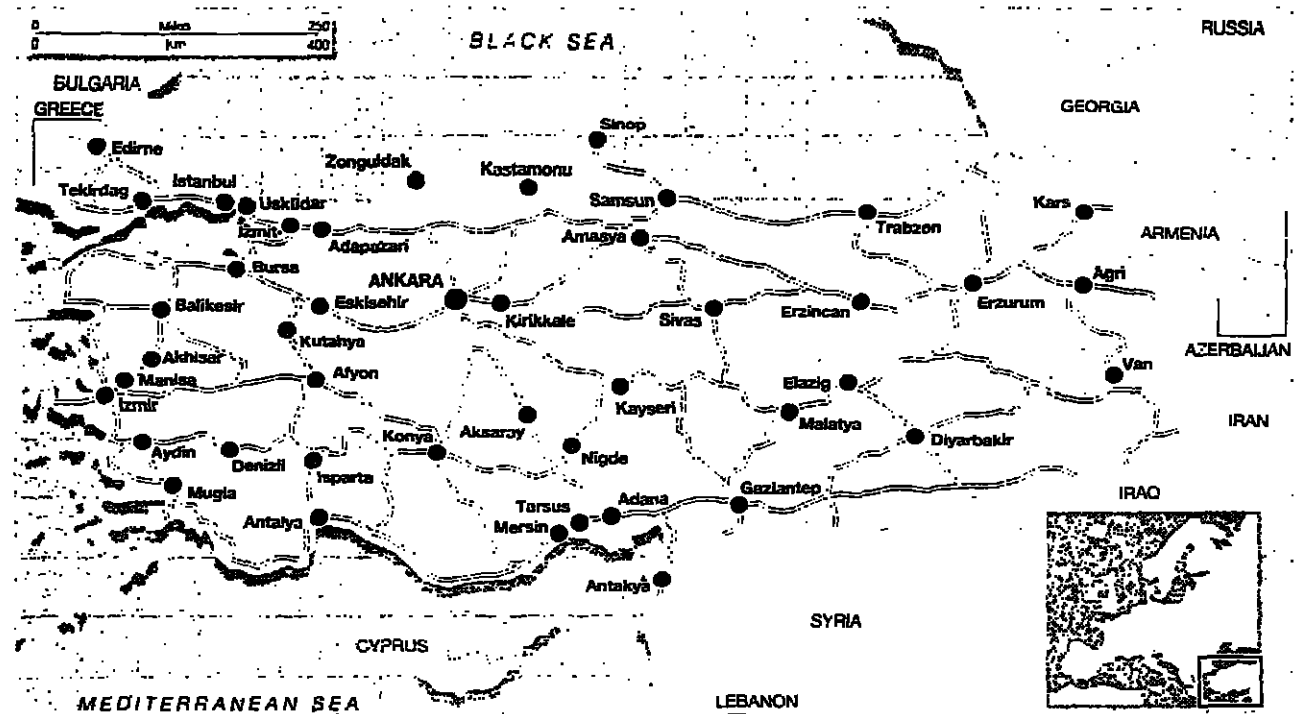 0 Miles 250
0 km 400
BLACK SEA
RUSSIA
BULGARIA
GREECE
GEORGIA
Sinop
Edirne
Zonguldak
Kastamonu
Tekirdag
Istanbul
Uskudar
Samsun
Kars
Izmit
Adapazari
Amasya
Trabzon
ARMENIA
Bursa
ANKARA
Agri
Balikesir
Eskisehir
Kirikkale
Sivas
Erzincan
Erzurum
Kutahya
AZERBAIJAN
Akhisar
Manisa
Afyon
Elazig
Van
Izmir
Kayseri
Malatya
Aksaray
IRAN
Konya
Diyarbakir
Aydin
Denizli
Isparta
Nigde
Mugla
Gaziantep
IRAQ
Antalya
Tarsus
Adana
Mersin
Antakya
SYRIA
CYPRUS
MEDITERRANEAN SEA
LEBANON